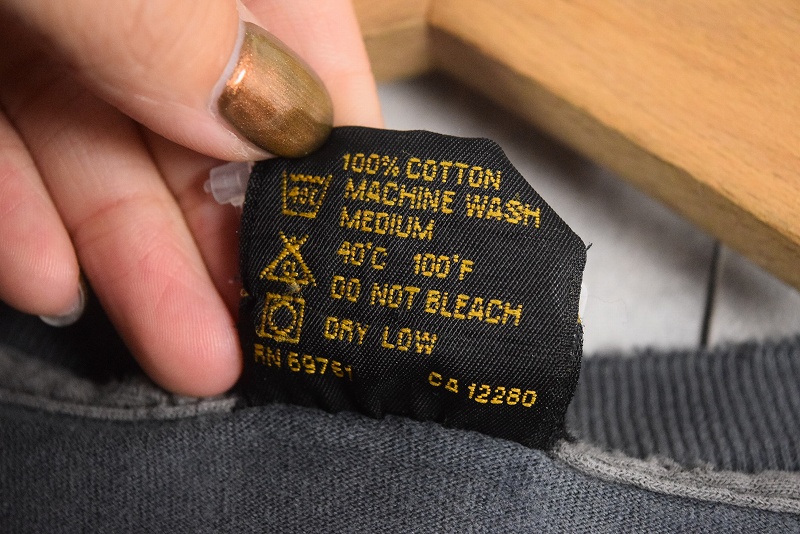 100% COTTON
MACHINE WASH
MEDIUM
40°C 100°F
DO NOT BLEACH
DRY LOW
RN 69761 CA 12280